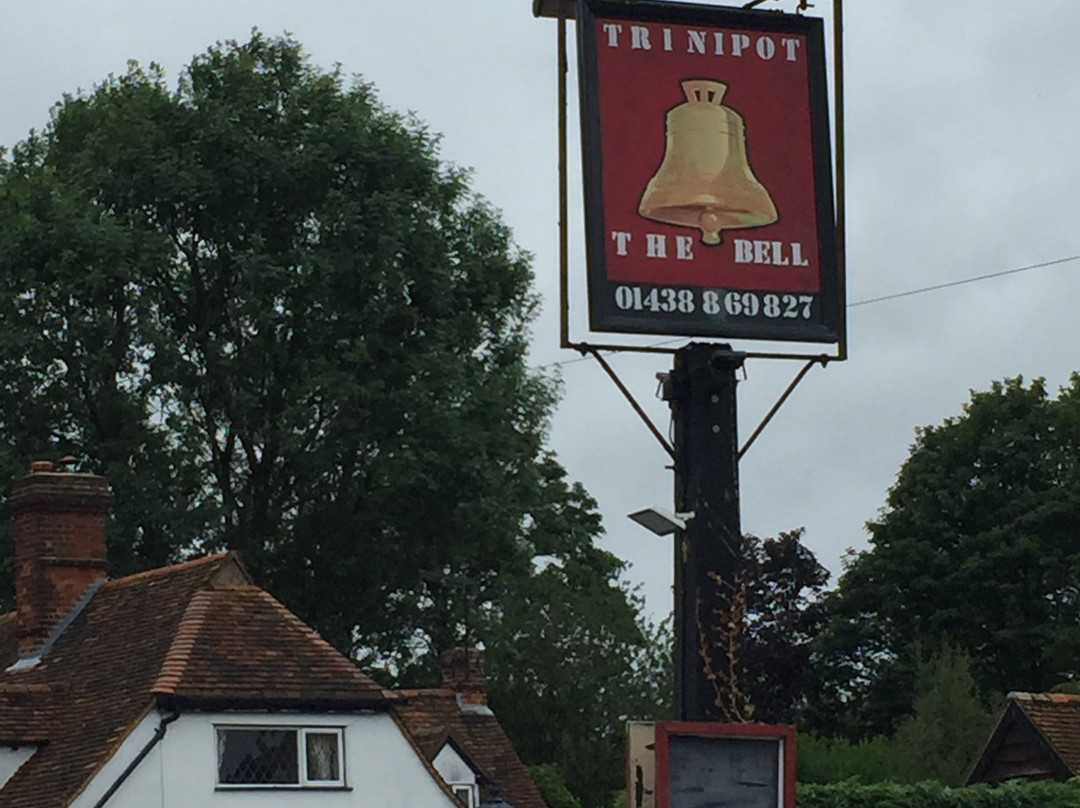 TRINIPOT
THE BELL
01438 869827